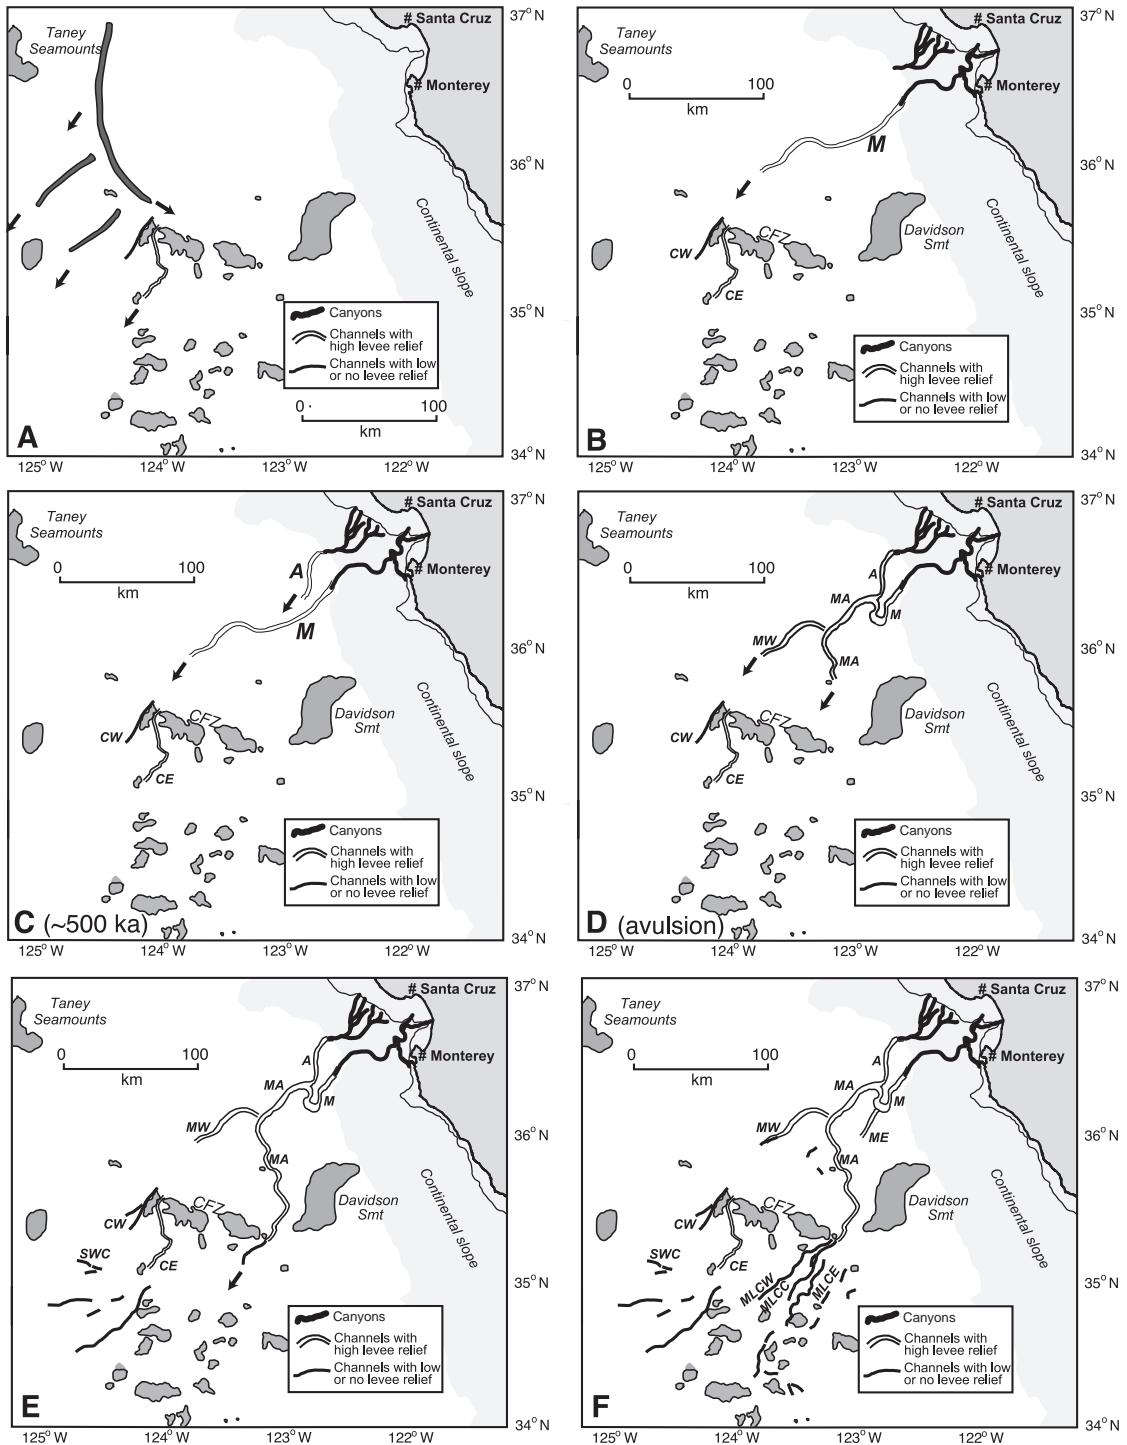 Taney
Seamounts
# Santa Cruz
# Monterey
Continental slope
37° N
36° N
35° N
34° N
Canyons
Channels with
high levee relief
Channels with low
or no levee relief
0 100
km
A
125° W 124° W 123° W 122° W
# Santa Cruz
# Monterey
0 100
km
M
Davidson
Smt
CFZ
CW
CE
Continental slope
37° N
36° N
35° N
34° N
Canyons
Channels with
high levee relief
Channels with low
or no levee relief
B
125° W 124° W 123° W 122° W
Taney
Seamounts
# Santa Cruz
# Monterey
0 100
km
A
M
Davidson
Smt
CFZ
CW
CE
Continental slope
37° N
36° N
35° N
34° N
Canyons
Channels with
high levee relief
Channels with low
or no levee relief
C (~500 ka)
125° W 124° W 123° W 122° W
Taney
Seamounts
# Santa Cruz
# Monterey
0 100
km
A
MA
M
MW
MA
Davidson
Smt
CFZ
CW
CE
Continental slope
37° N
36° N
35° N
34° N
Canyons
Channels with
high levee relief
Channels with low
or no levee relief
D (avulsion)
125° W 124° W 123° W 122° W
Taney
Seamounts
# Santa Cruz
# Monterey
0 100
km
A
MA
M
MW
MA
Davidson
Smt
CFZ
CW
SWC
CE
Continental slope
37° N
36° N
35° N
34° N
Canyons
Channels with
high levee relief
Channels with low
or no levee relief
E
125° W 124° W 123° W 122° W
Taney
Seamounts
# Santa Cruz
# Monterey
0 100
km
A
MA
M
MW
ME
MA
Davidson
Smt
CFZ
CW
SWC
CE
MLCW
MLCC
MLCE
Continental slope
37° N
36° N
35° N
34° N
Canyons
Channels with
high levee relief
Channels with low
or no levee relief
F
125° W 124° W 123° W 122° W